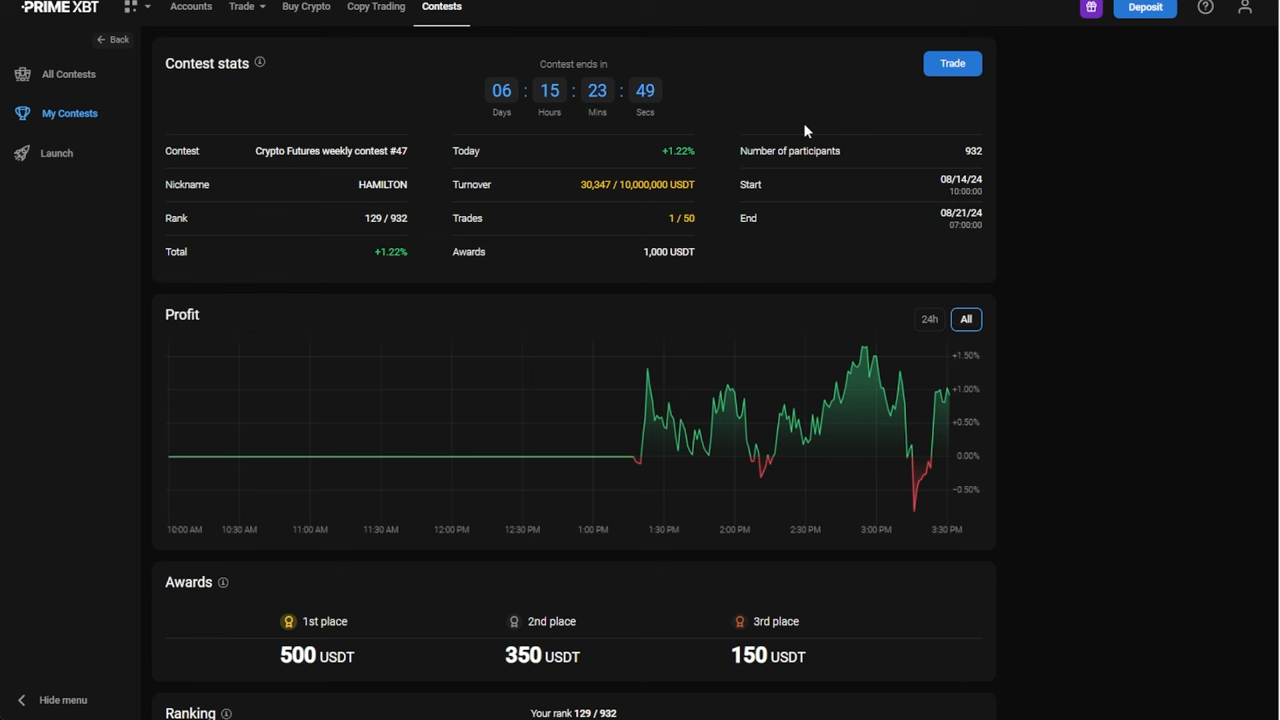 PRIME XBT Accounts Trade Buy Crypto Copy Trading Contests Deposit
Back
All Contests
My Contests
Launch
Contest stats
Contest ends in
Trade
06 : 15 : 23 : 49
Days Hours Mins Secs
Contest Crypto Futures weekly contest #47
Nickname HAMILTON
Rank 129 / 932
Total +1.22%
Today +1.22%
Turnover 30,347 / 10,000,000 USDT
Trades 1 / 50
Awards 1,000 USDT
Number of participants 932
Start 08/14/24
10:00:00
End 08/21/24
07:00:00
Profit
24h All
+1.50%
+1.00%
+0.50%
0.00%
-0.50%
10:00 AM 10:30 AM 11:00 AM 11:30 AM 12:00 PM 12:30 PM 1:00 PM 1:30 PM 2:00 PM 2:30 PM 3:00 PM 3:30 PM
Awards
1st place 2nd place 3rd place
500 USDT 350 USDT 150 USDT
Ranking Your rank 129 / 932
Hide menu